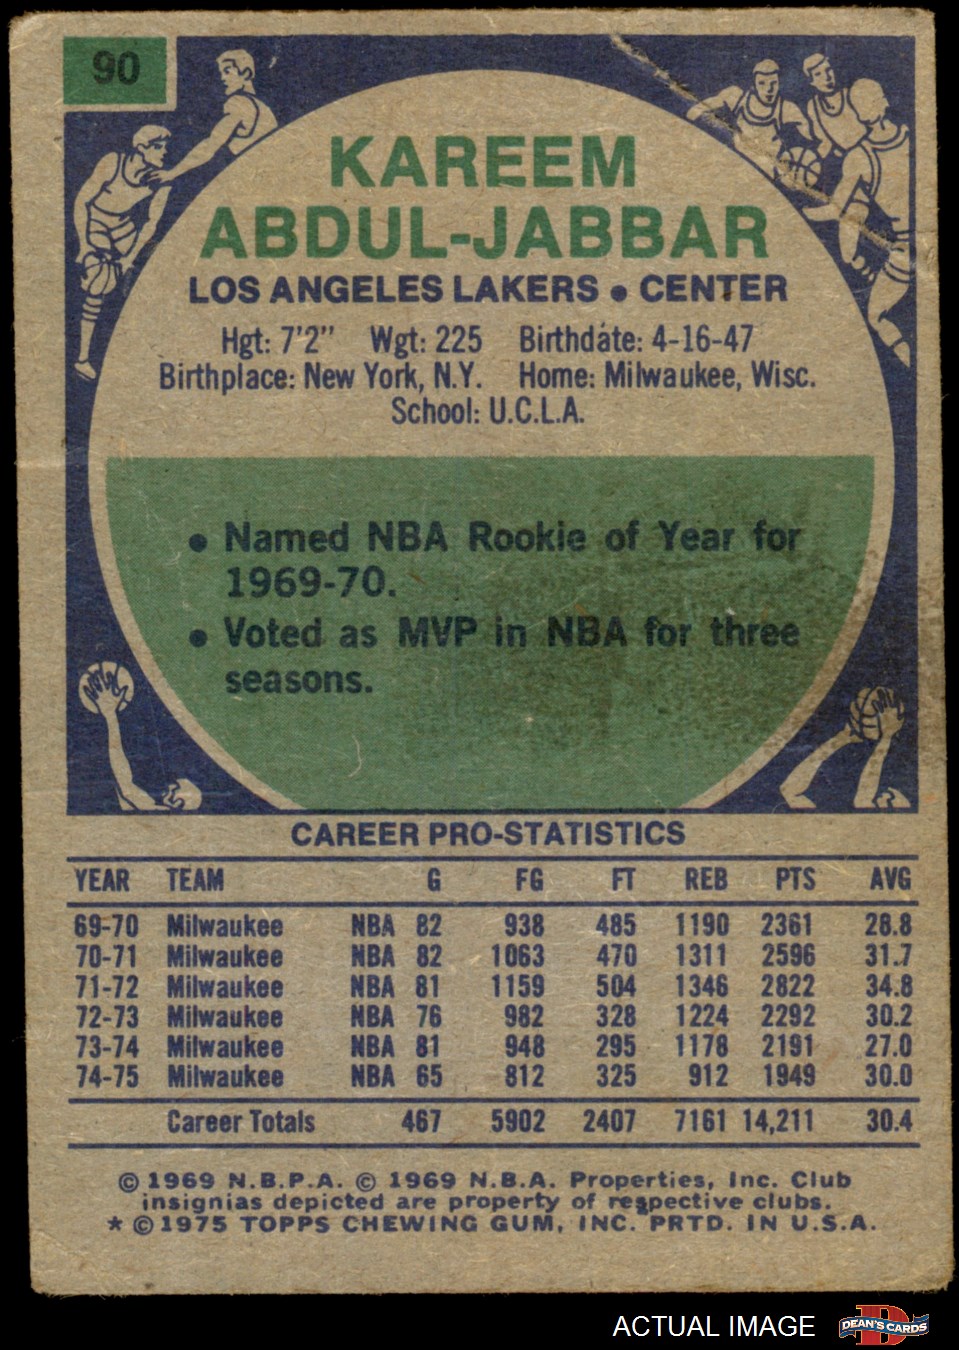 90
KAREEM
ABDUL-JABBAR
LOS ANGELES LAKERS • CENTER
Hgt: 7'2" Wgt: 225 Birthdate: 4-16-47
Birthplace: New York, N.Y. Home: Milwaukee, Wisc.
School: U.C.L.A.
• Named NBA Rookie of Year for
1969-70.
• Voted as MVP in NBA for three
seasons.
CAREER PRO-STATISTICS
YEAR TEAM G FG FT REB PTS AVG
69-70 Milwaukee NBA 82 938 485 1190 2361 28.8
70-71 Milwaukee NBA 82 1063 470 1311 2596 31.7
71-72 Milwaukee NBA 81 1159 504 1346 2822 34.8
72-73 Milwaukee NBA 76 982 328 1224 2292 30.2
73-74 Milwaukee NBA 81 948 295 1178 2191 27.0
74-75 Milwaukee NBA 65 812 325 912 1949 30.0
Career Totals 467 5902 2407 7161 14,211 30.4
© 1969 N.B.P.A. © 1969 N.B.A. Properties, Inc. Club
insignias depicted are property of respective clubs.
* © 1975 TOPPS CHEWING GUM, INC. PRTD. IN U.S.A.
ACTUAL IMAGE
D
DEAN'S CARDS